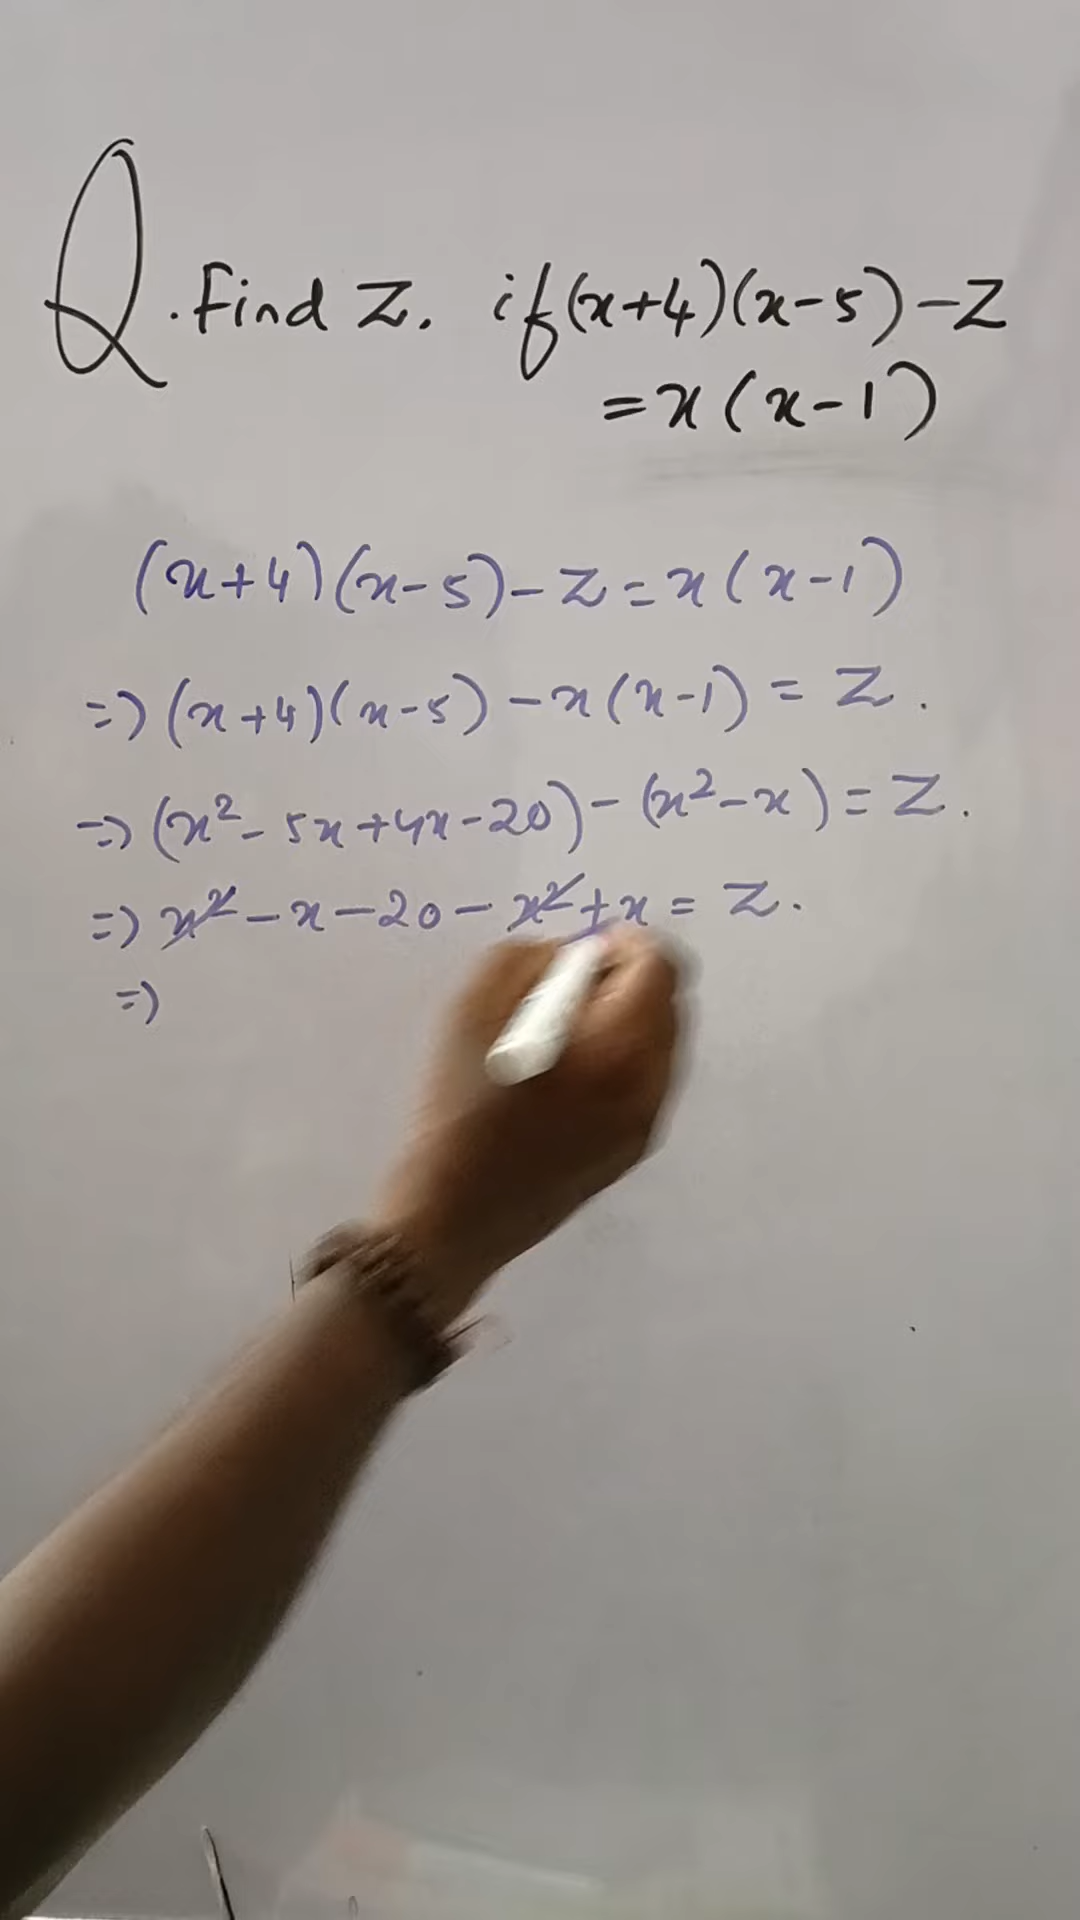 Q. Find Z. if (x+4)(x-5)-Z
=x(x-1)
(x+4)(x-5)-Z=x(x-1)
=> (x+4)(x-5)-x(x-1)=Z.
=> (x²-5x+4x-20)-(x²-x)=Z.
=> x²-x-20-x²+x=Z.
=>